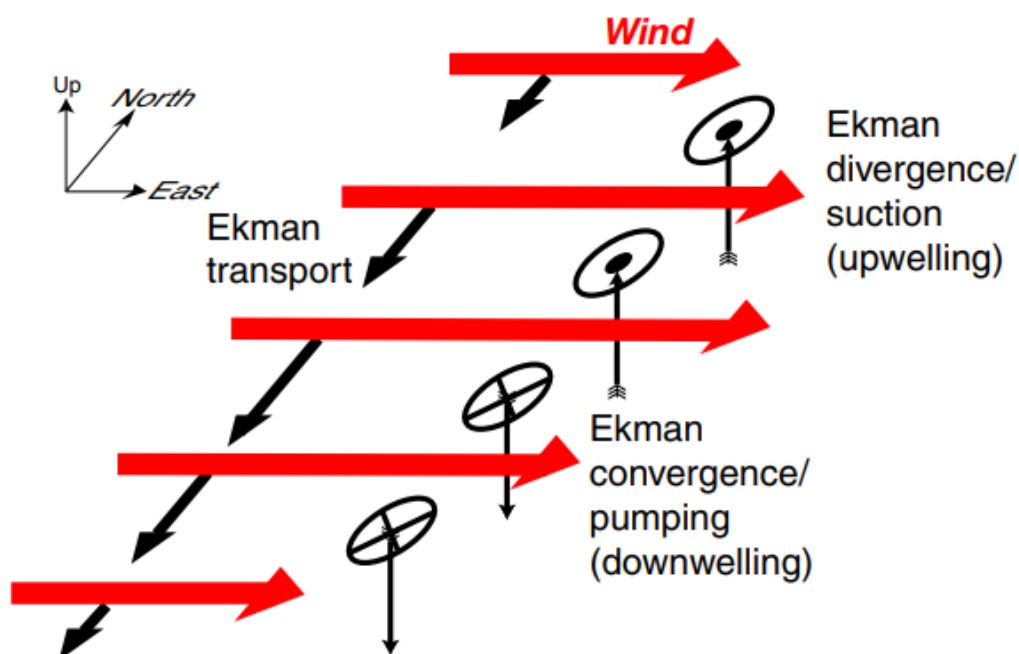 Wind
Up
North
East
Ekman
divergence/
suction
(upwelling)
Ekman
transport
Ekman
convergence/
pumping
(downwelling)